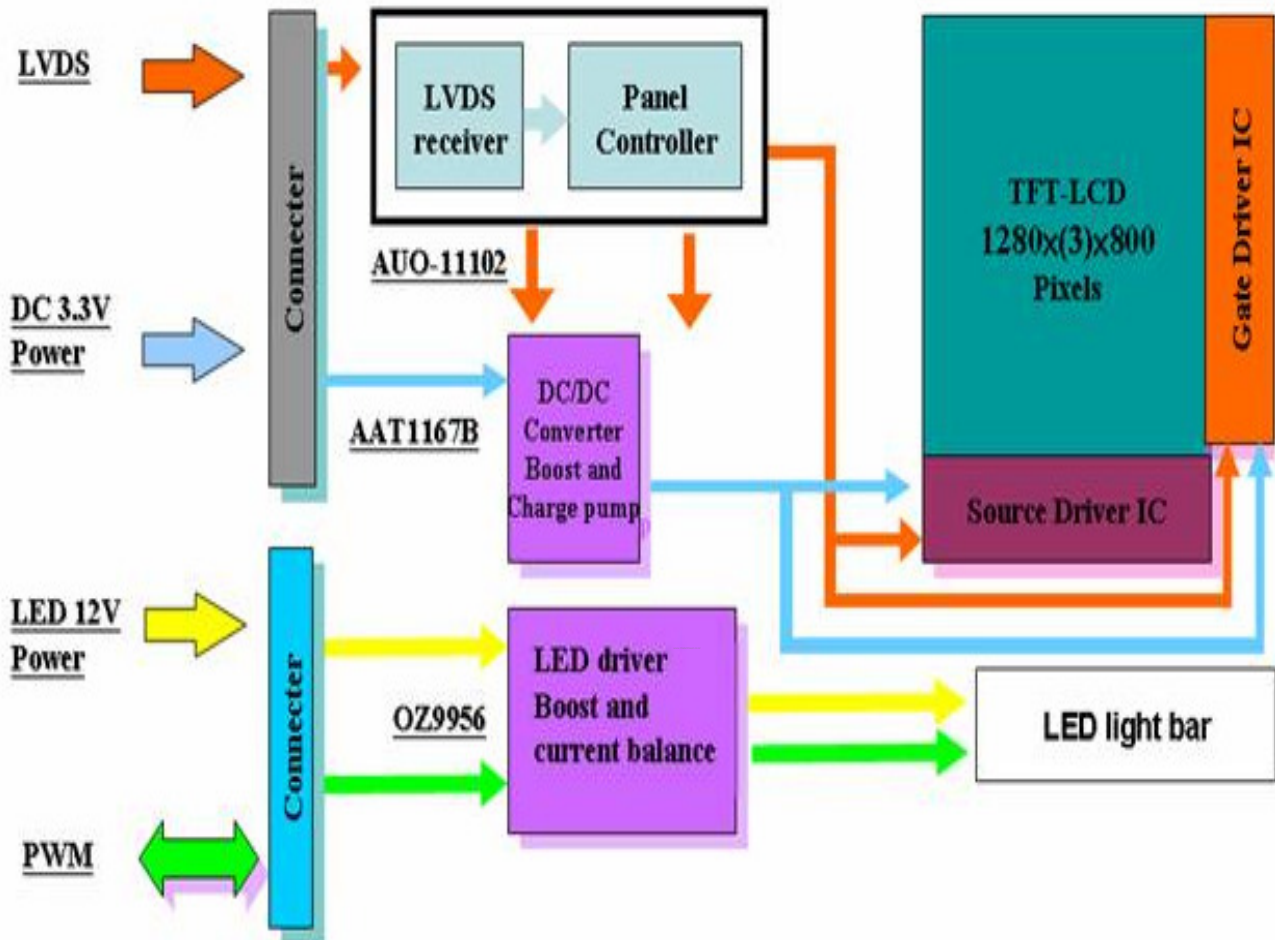 LVDS
DC 3.3V
Power
LED 12V
Power
PWM
Connecter
Connecter
LVDS
receiver
Panel
Controller
AUO-11102
AAT1167B
DC/DC
Converter
Boost and
Charge pump
OZ9956
LED driver
Boost and
current balance
TFT-LCD
1280x(3)x800
Pixels
Gate Driver IC
Source Driver IC
LED light bar